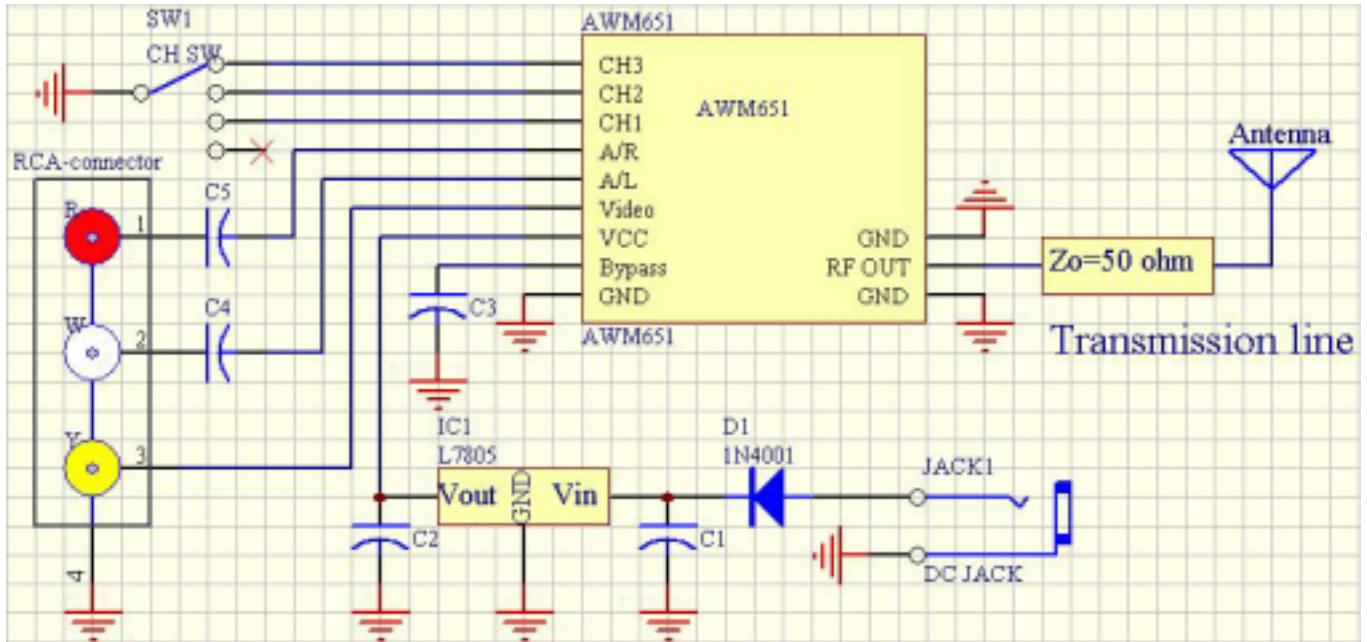 SW1
CH SW
AWM651
CH3
CH2
CH1
A/R
A/L
Video
VCC
Bypass
GND
AWM651
GND
RF OUT
GND
AWM651
Antenna
Zo=50 ohm
Transmission line
RCA-connector
R
1
C5
W
2
C4
Y
3
4
C3
IC1
L7805
Vout
GND
Vin
C2
C1
D1
1N4001
JACK1
DC JACK